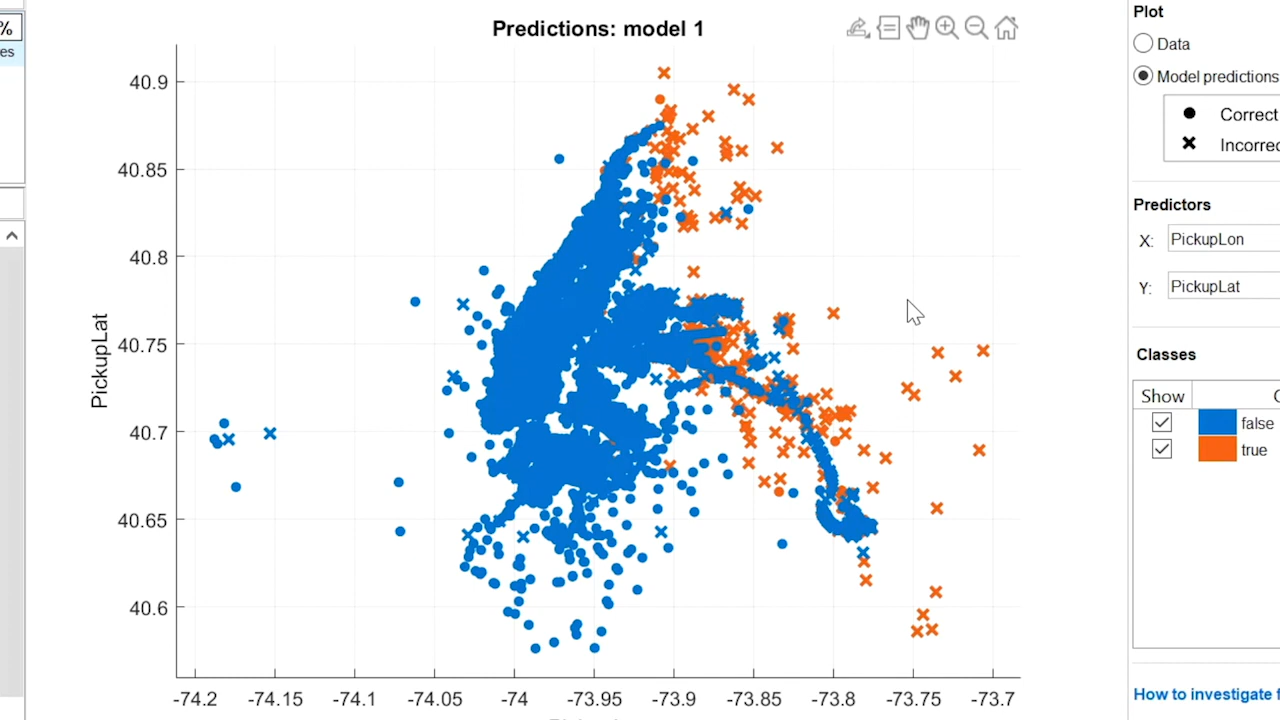 %
es
Predictions: model 1
40.9
40.85
40.8
40.75
40.7
40.65
40.6
PickupLat
-74.2 -74.15 -74.1 -74.05 -74 -73.95 -73.9 -73.85 -73.8 -73.75 -73.7
Plot
Data
Model predictions
Correct
Incorrec
Predictors
X: PickupLon
Y: PickupLat
Classes
Show
false
true
How to investigate f